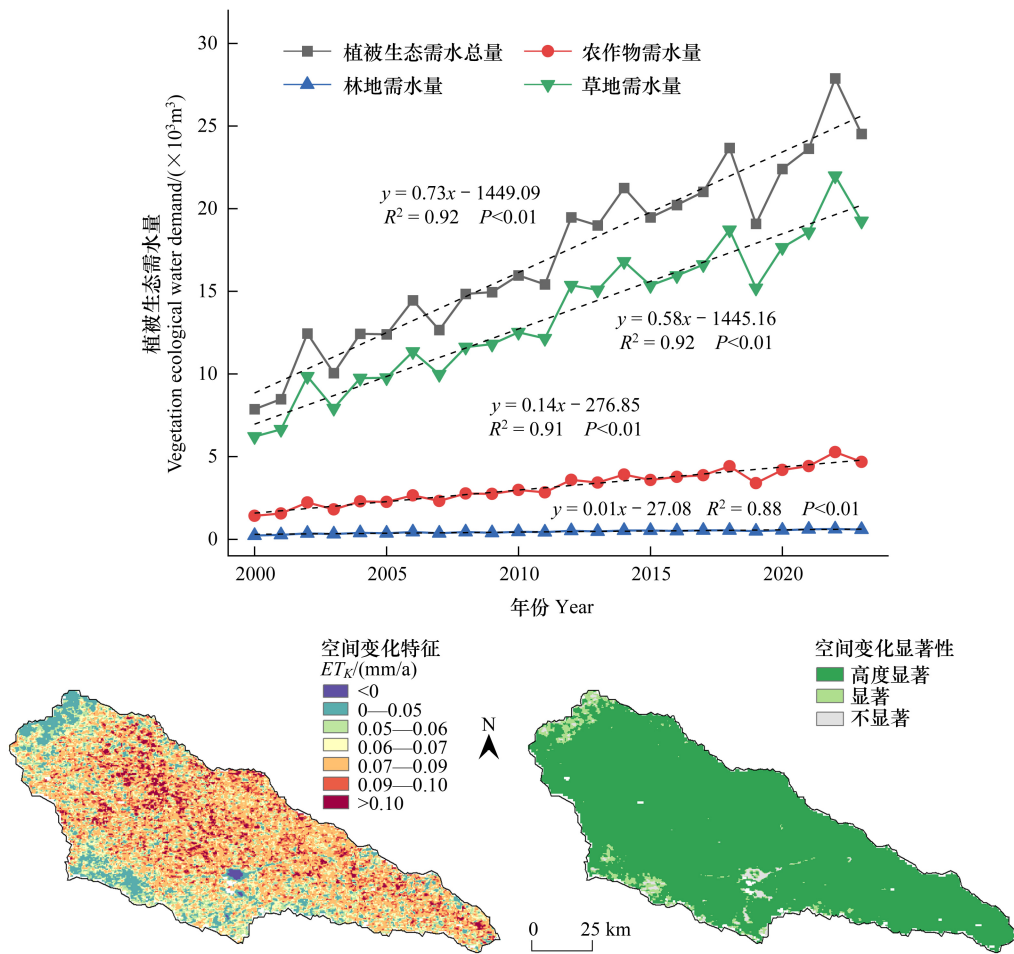 植被生态需水总量
农作物需水量
林地需水量
草地需水量
植被生态需水量
Vegetation ecological water demand/(×10³m³)
30
25
20
15
10
5
0
y = 0.73x − 1449.09
R² = 0.92 P<0.01
y = 0.58x − 1445.16
R² = 0.92 P<0.01
y = 0.14x − 276.85
R² = 0.91 P<0.01
y = 0.01x − 27.08 R² = 0.88 P<0.01
2000
2005
2010
2015
2020
年份 Year
空间变化特征
ET_K/(mm/a)
<0
0—0.05
0.05—0.06
0.06—0.07
0.07—0.09
0.09—0.10
>0.10
N
空间变化显著性
高度显著
显著
不显著
0 25 km